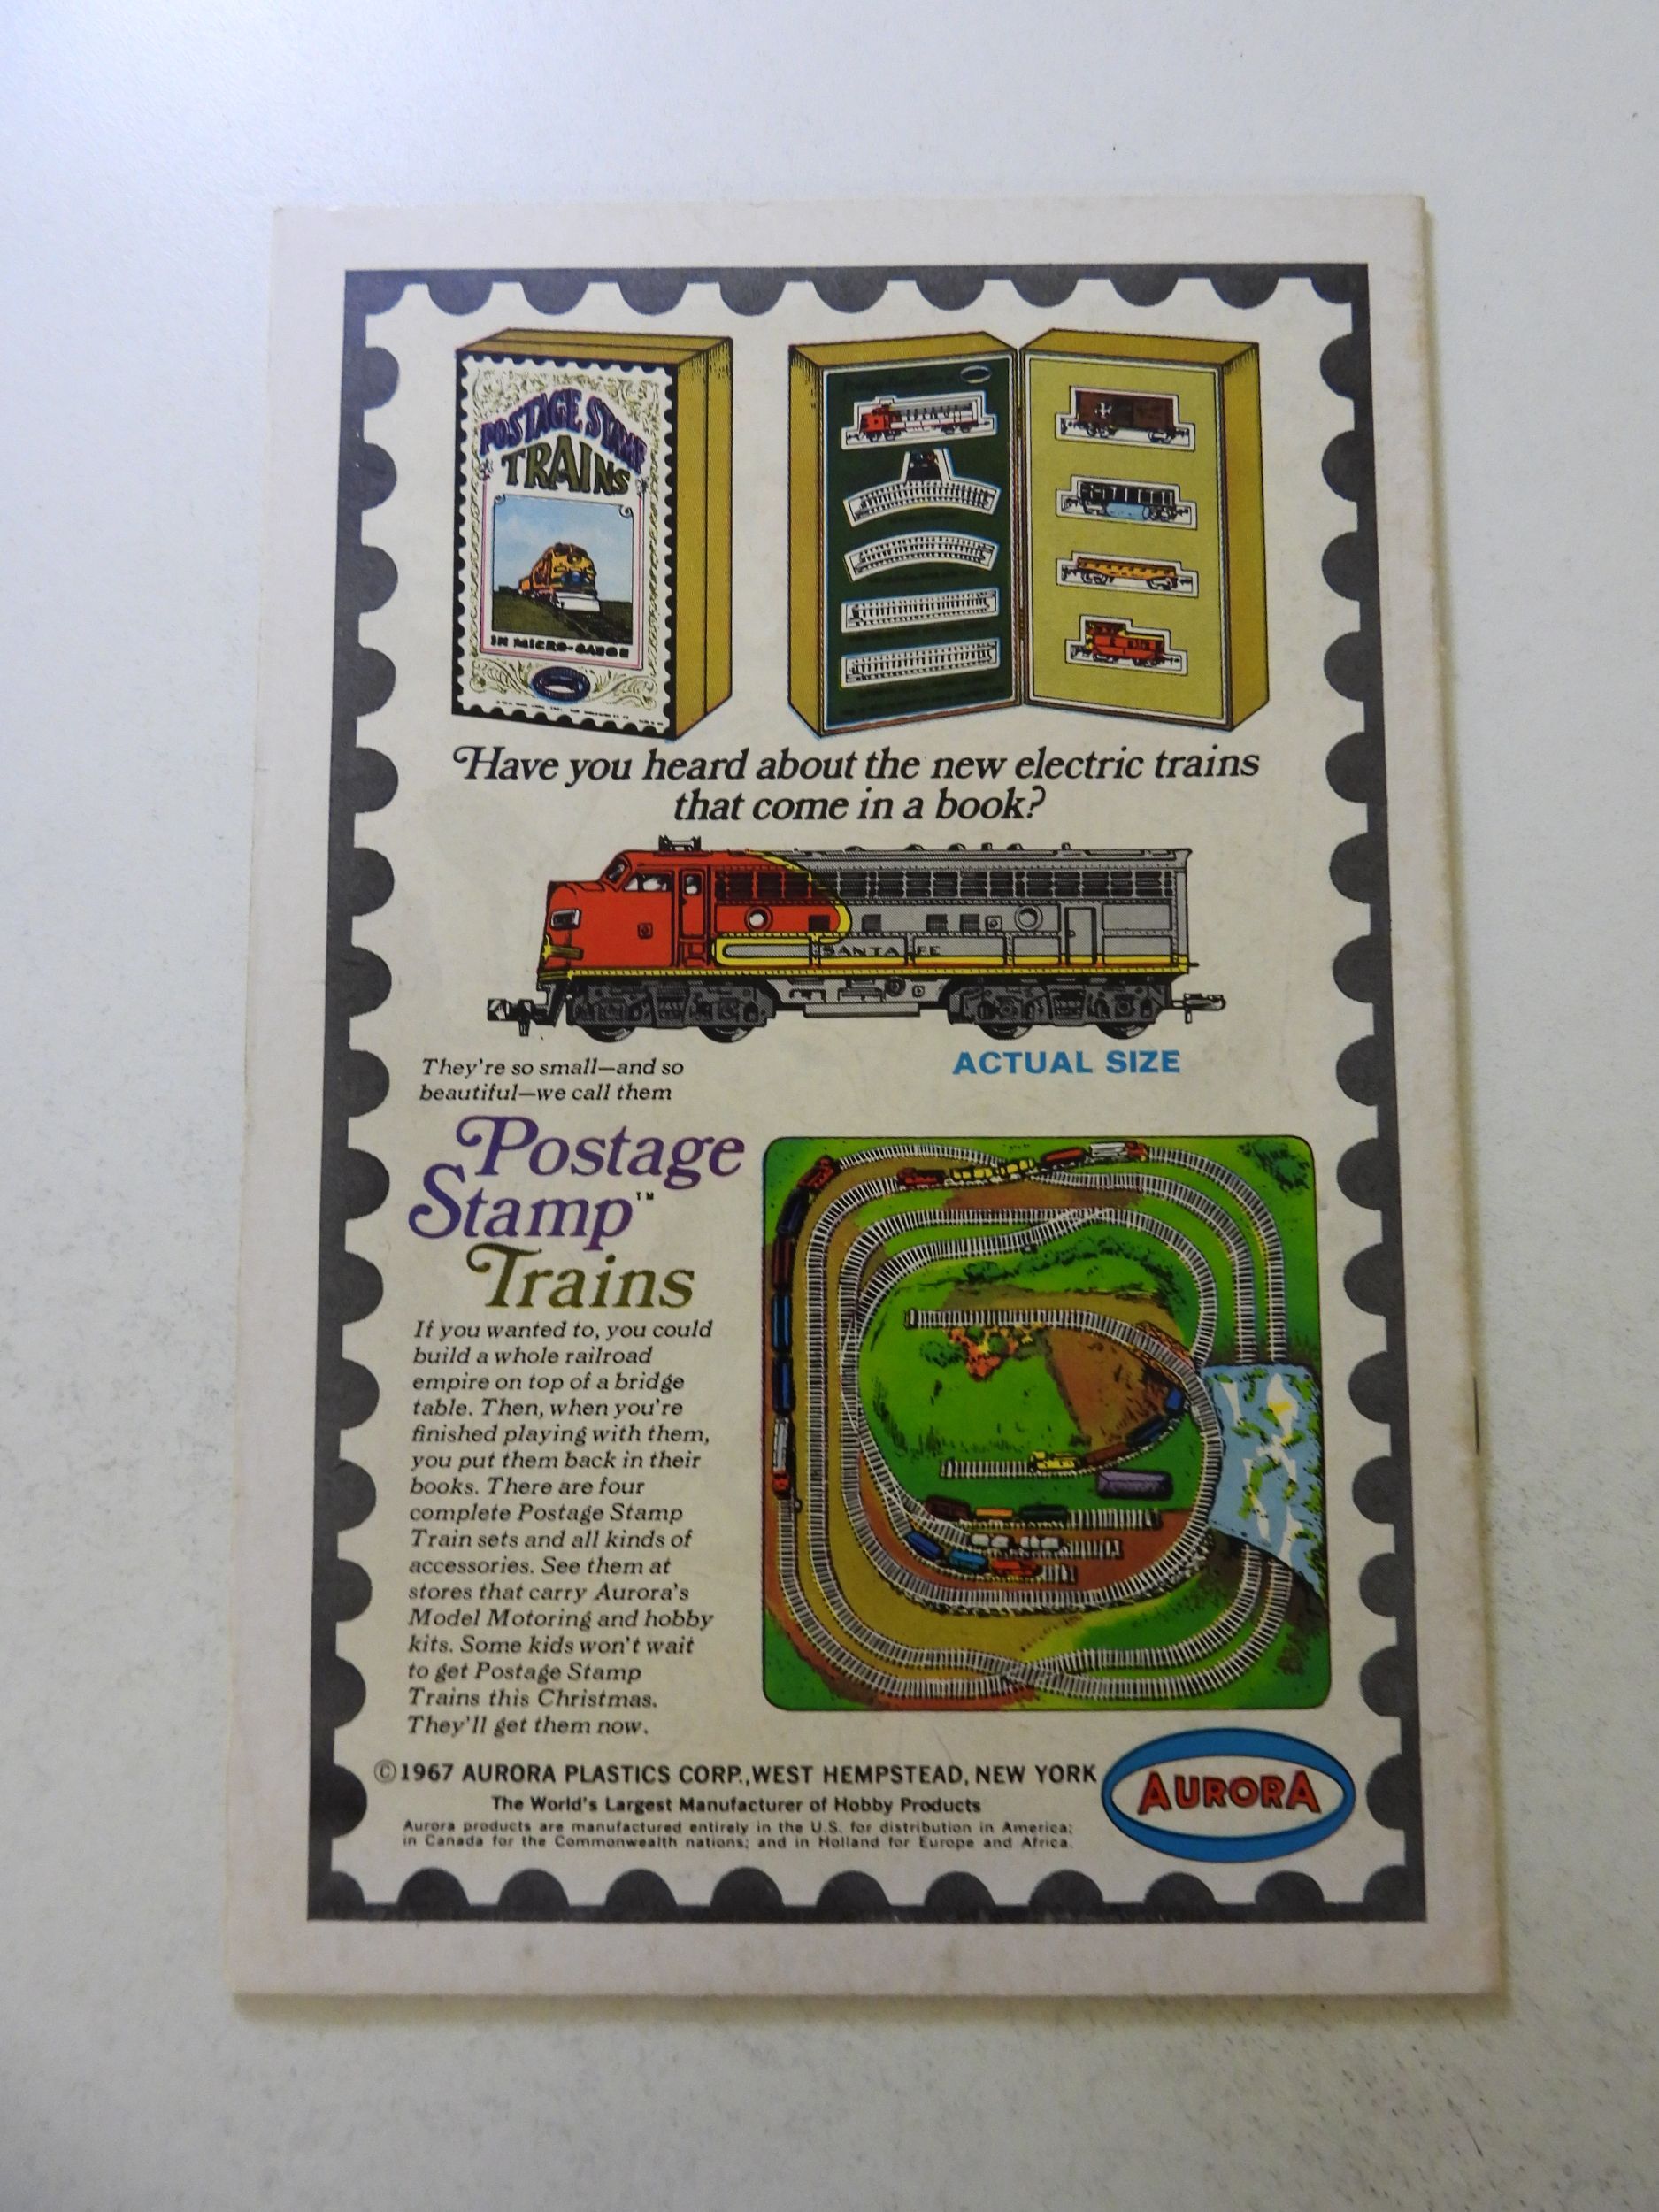 POSTAGE STAMP
TRAINS
IN MICRO-GAUGE
Have you heard about the new electric trains
that come in a book?
SANTA FE
They're so small—and so
beautiful—we call them
ACTUAL SIZE
Postage
Stamp™
Trains
If you wanted to, you could
build a whole railroad
empire on top of a bridge
table. Then, when you're
finished playing with them,
you put them back in their
books. There are four
complete Postage Stamp
Train sets and all kinds of
accessories. See them at
stores that carry Aurora's
Model Motoring and hobby
kits. Some kids won't wait
to get Postage Stamp
Trains this Christmas.
They'll get them now.
©1967 AURORA PLASTICS CORP., WEST HEMPSTEAD, NEW YORK
The World's Largest Manufacturer of Hobby Products
Aurora products are manufactured entirely in the U.S. for distribution in America;
in Canada for the Commonwealth nations; and in Holland for Europe and Africa.
AURORA